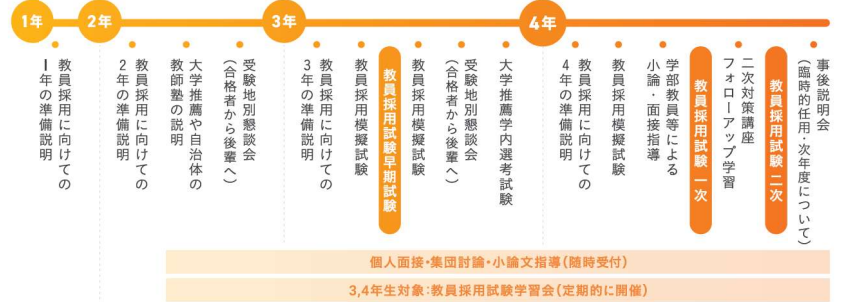 1年
2年
3年
4年
教員採用に向けての
1年の準備説明
教員採用に向けての
2年の準備説明
大学推薦や自治体の
教師塾の説明
受験地別懇談会
(合格者から後輩へ)
教員採用に向けての
3年の準備説明
教員採用模擬試験
教員採用試験早期試験
教員採用模擬試験
受験地別懇談会
(合格者から後輩へ)
大学推薦学内選考試験
教員採用に向けての
4年の準備説明
教員採用模擬試験
学部教員等による
小論・面接指導
教員採用試験 一次
二次対策講座
フォローアップ学習
教員採用試験 二次
事後説明会
(臨時的任用・次年度について)
個人面接・集団討論・小論文指導(随時受付)
3,4年生対象:教員採用試験学習会(定期的に開催)